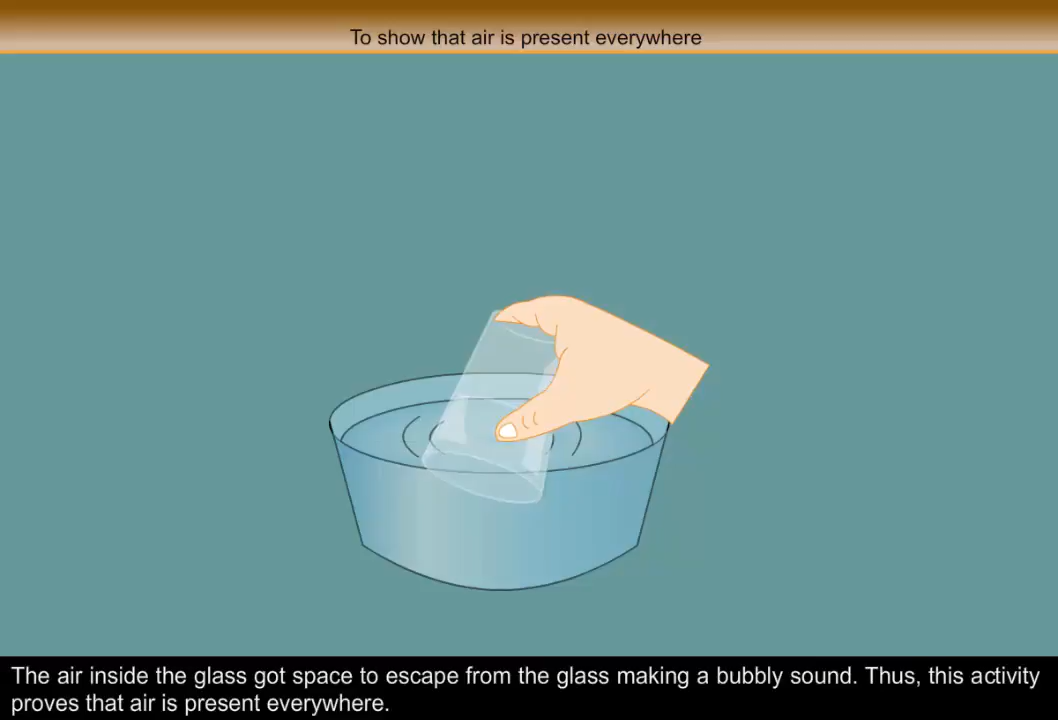 To show that air is present everywhere
The air inside the glass got space to escape from the glass making a bubbly sound. Thus, this activity
proves that air is present everywhere.